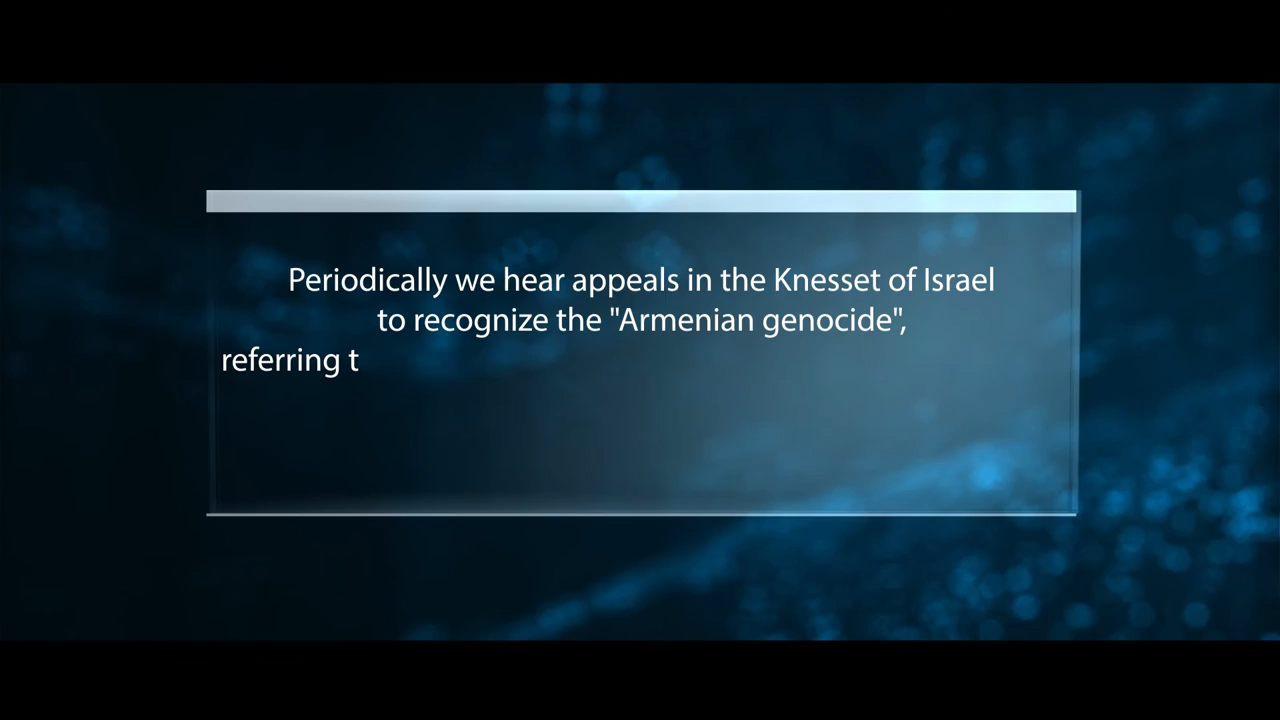 Periodically we hear appeals in the Knesset of Israel
to recognize the "Armenian genocide",
referring t